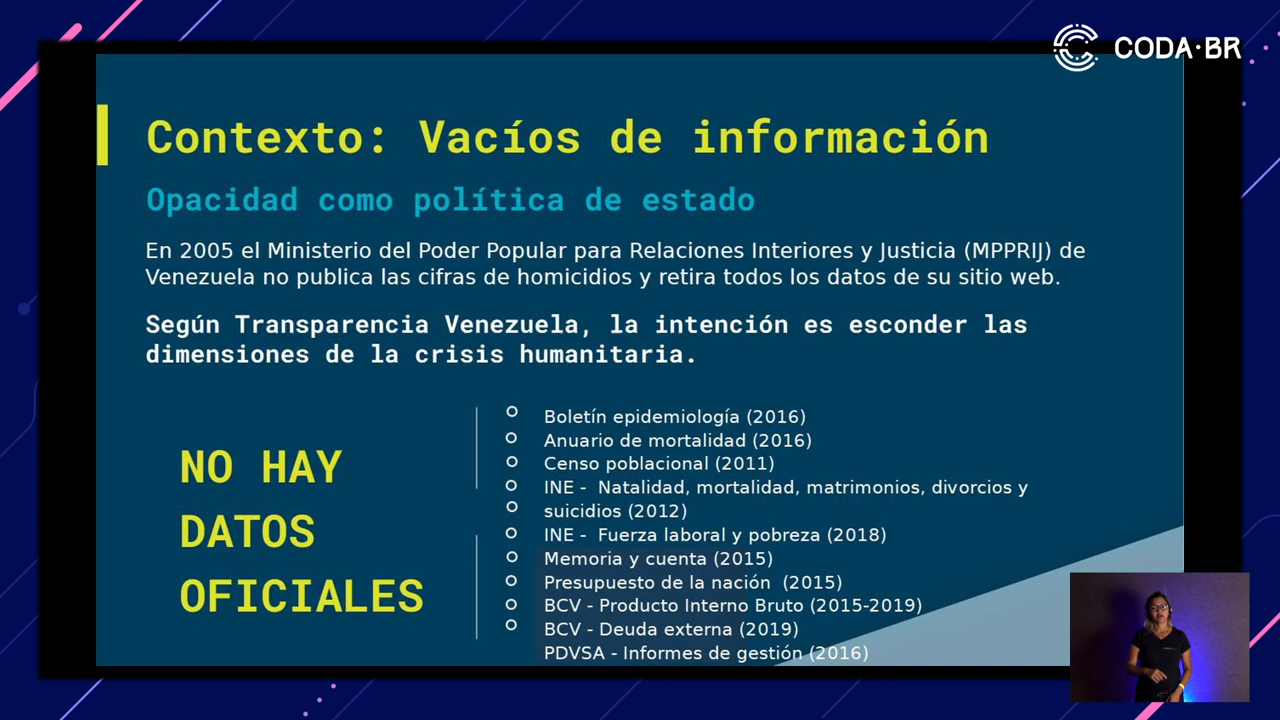 CODA·BR
Contexto: Vacíos de información
Opacidad como política de estado
En 2005 el Ministerio del Poder Popular para Relaciones Interiores y Justicia (MPPRIJ) de
Venezuela no publica las cifras de homicidios y retira todos los datos de su sitio web.
Según Transparencia Venezuela, la intención es esconder las
dimensiones de la crisis humanitaria.
NO HAY
DATOS
OFICIALES
Boletín epidemiología (2016)
Anuario de mortalidad (2016)
Censo poblacional (2011)
INE - Natalidad, mortalidad, matrimonios, divorcios y
suicidios (2012)
INE - Fuerza laboral y pobreza (2018)
Memoria y cuenta (2015)
Presupuesto de la nación (2015)
BCV - Producto Interno Bruto (2015-2019)
BCV - Deuda externa (2019)
PDVSA - Informes de gestión (2016)